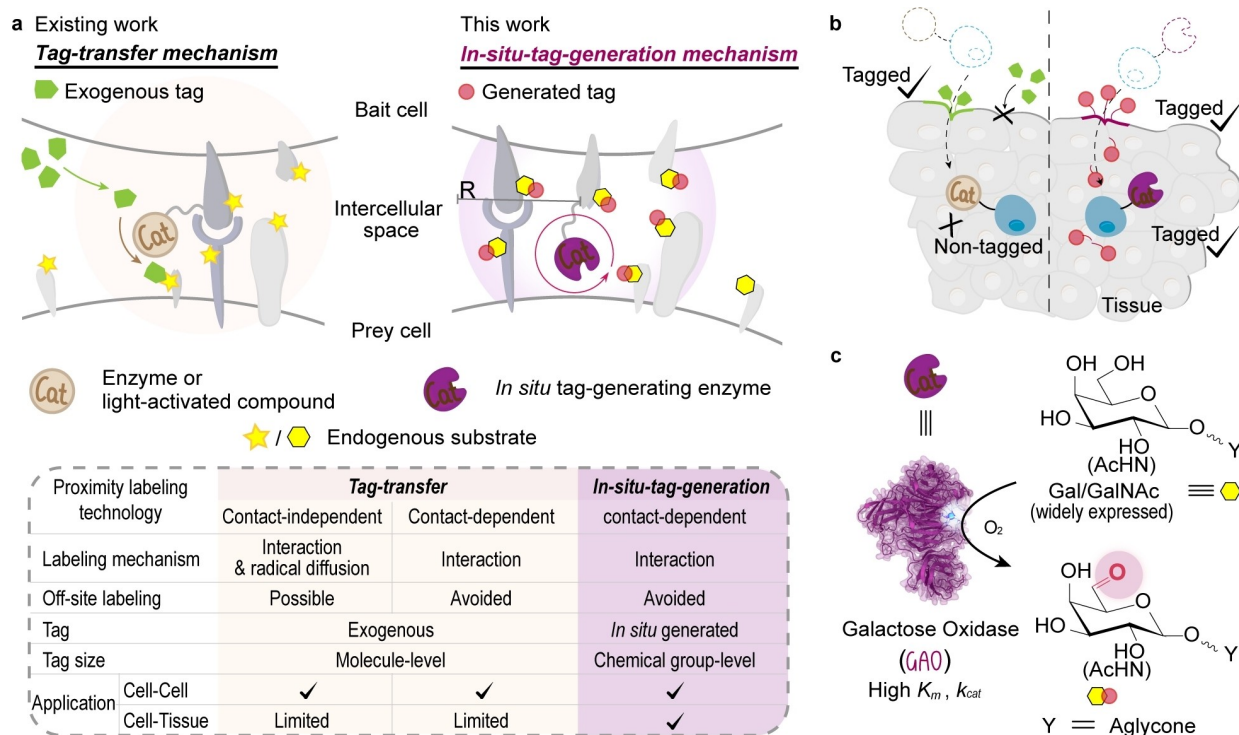 a
Existing work
Tag-transfer mechanism
Exogenous tag
This work
In-situ-tag-generation mechanism
Generated tag
Bait cell
R
Intercellular
space
Cat
Cat
Prey cell
Cat
Enzyme or
light-activated compound
Cat
In situ tag-generating enzyme
/
Endogenous substrate
Proximity labeling
technology
Tag-transfer
In-situ-tag-generation
Contact-independent
Contact-dependent
contact-dependent
Labeling mechanism
Interaction
& radical diffusion
Interaction
Interaction
Off-site labeling
Possible
Avoided
Avoided
Tag
Exogenous
In situ generated
Tag size
Molecule-level
Chemical group-level
Application
Cell-Cell
✓
✓
✓
Cell-Tissue
Limited
Limited
✓
b
Tagged ✓
X
Tagged ✓
Cat
X
Non-tagged
Cat
Tagged ✓
Tissue
c
Cat
Galactose Oxidase
(GAO)
High Km , kcat
O₂
OH
OH
O
HO
HO
O
Y
(AcHN)
Gal/GalNAc
(widely expressed)
OH
O
O
HO
HO
O
Y
(AcHN)
Y = Aglycone